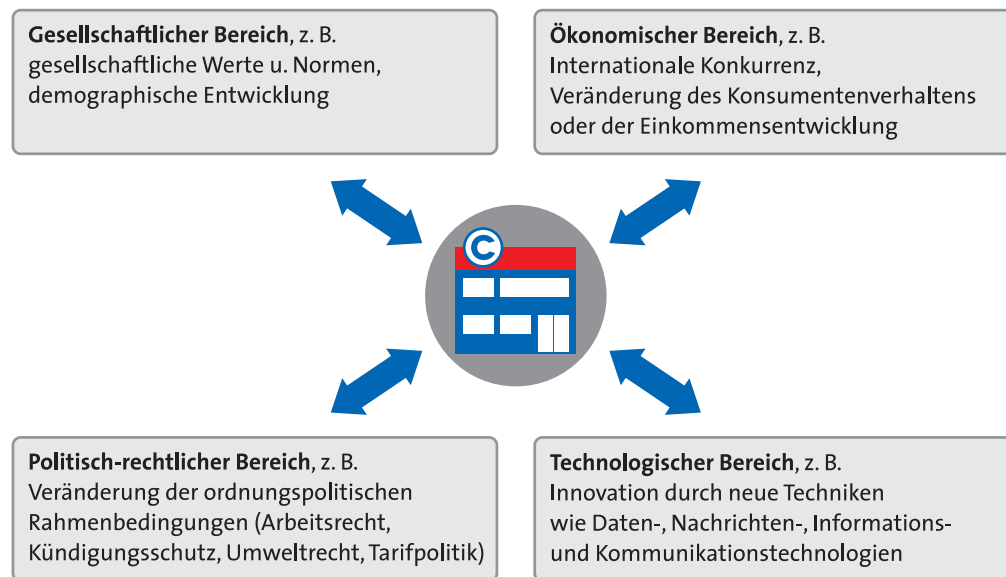 Gesellschaftlicher Bereich, z. B.
gesellschaftliche Werte u. Normen,
demographische Entwicklung
Ökonomischer Bereich, z. B.
Internationale Konkurrenz,
Veränderung des Konsumentenverhaltens
oder der Einkommensentwicklung
C
Politisch-rechtlicher Bereich, z. B.
Veränderung der ordnungspolitischen
Rahmenbedingungen (Arbeitsrecht,
Kündigungsschutz, Umweltrecht, Tarifpolitik)
Technologischer Bereich, z. B.
Innovation durch neue Techniken
wie Daten-, Nachrichten-, Informations-
und Kommunikationstechnologien